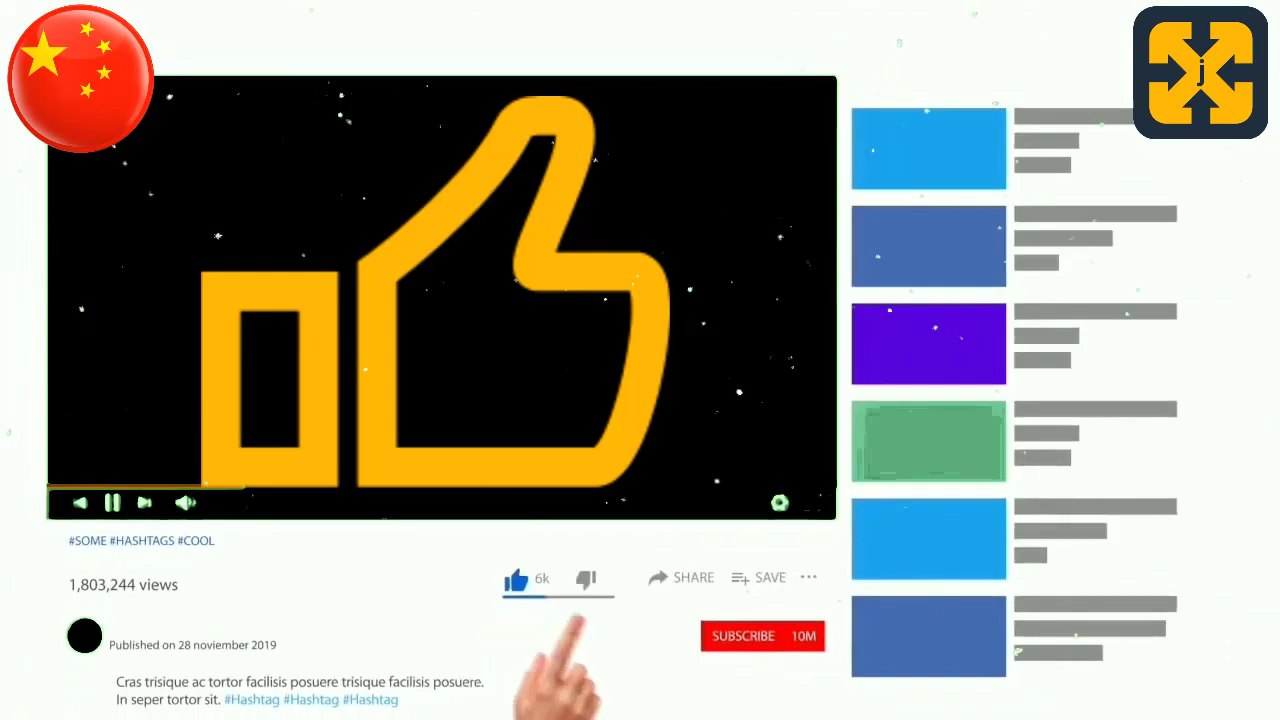 j
#SOME #HASHTAGS #COOL
1,803,244 views
6k
SHARE
SAVE
SUBSCRIBE 10M
Published on 28 noviember 2019
Cras trisique ac tortor facilisis posuere trisique facilisis posuere.
In seper tortor sit. #Hashtag #Hashtag #Hashtag